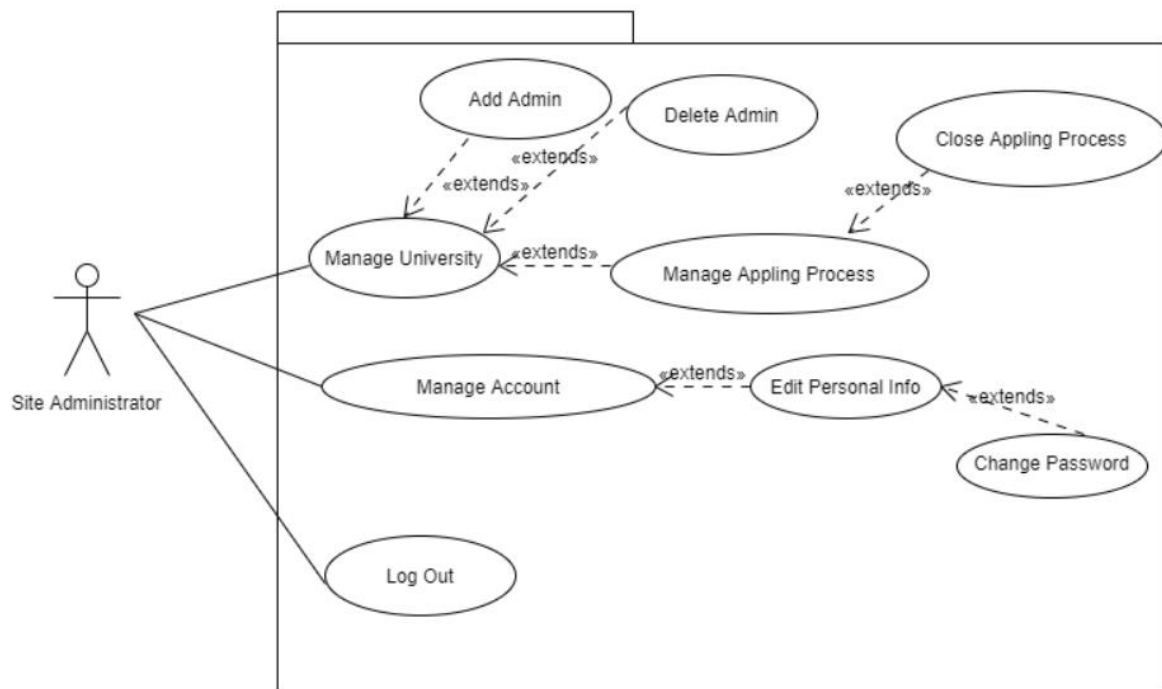 Add Admin
Delete Admin
Close Appling Process
«extends»
«extends»
«extends»
Manage University
«extends»
Manage Appling Process
Site Administrator
Manage Account
«extends»
Edit Personal Info
«extends»
Change Password
Log Out